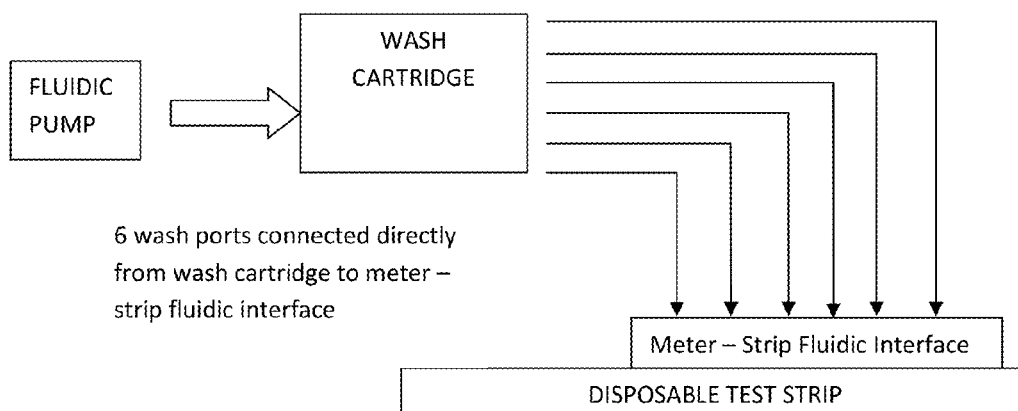 FLUIDIC
PUMP
WASH
CARTRIDGE
6 wash ports connected directly
from wash cartridge to meter –
strip fluidic interface
Meter – Strip Fluidic Interface
DISPOSABLE TEST STRIP